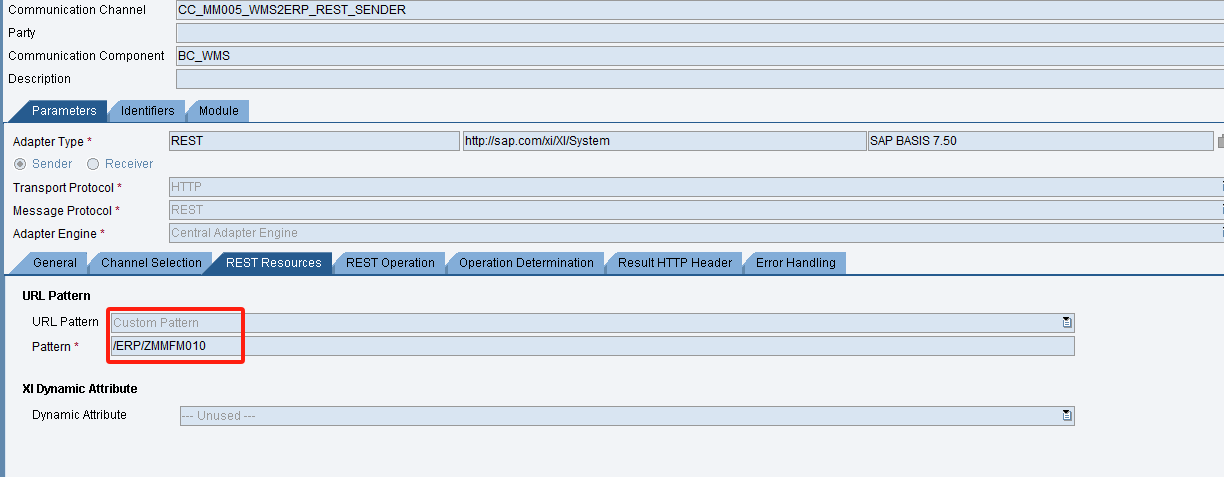 Communication Channel CC_MM005_WMS2ERP_REST_SENDER
Party
Communication Component BC_WMS
Description
Parameters Identifiers Module
Adapter Type * REST http://sap.com/xi/XI/System SAP BASIS 7.50
Sender Receiver
Transport Protocol * HTTP
Message Protocol * REST
Adapter Engine * Central Adapter Engine
General Channel Selection REST Resources REST Operation Operation Determination Result HTTP Header Error Handling
URL Pattern
URL Pattern Custom Pattern
Pattern * /ERP/ZMMFM010
XI Dynamic Attribute
Dynamic Attribute --- Unused ---